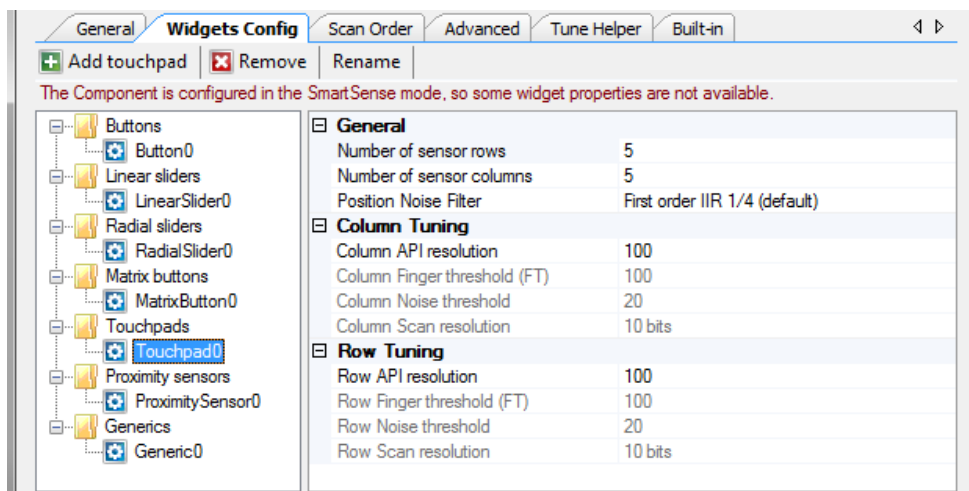 General Widgets Config Scan Order Advanced Tune Helper Built-in
Add touchpad Remove Rename
The Component is configured in the SmartSense mode, so some widget properties are not available.
Buttons
Button0
Linear sliders
LinearSlider0
Radial sliders
RadialSlider0
Matrix buttons
MatrixButton0
Touchpads
Touchpad0
Proximity sensors
ProximitySensor0
Generics
Generic0
General
Number of sensor rows 5
Number of sensor columns 5
Position Noise Filter First order IIR 1/4 (default)
Column Tuning
Column API resolution 100
Column Finger threshold (FT) 100
Column Noise threshold 20
Column Scan resolution 10 bits
Row Tuning
Row API resolution 100
Row Finger threshold (FT) 100
Row Noise threshold 20
Row Scan resolution 10 bits